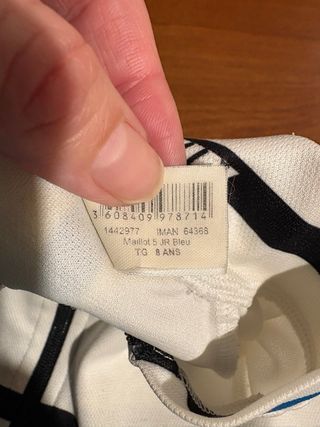 3 608409 978714
1442977 IMAN 64368
Maillot 5 JR Bleu
TG 8 ANS